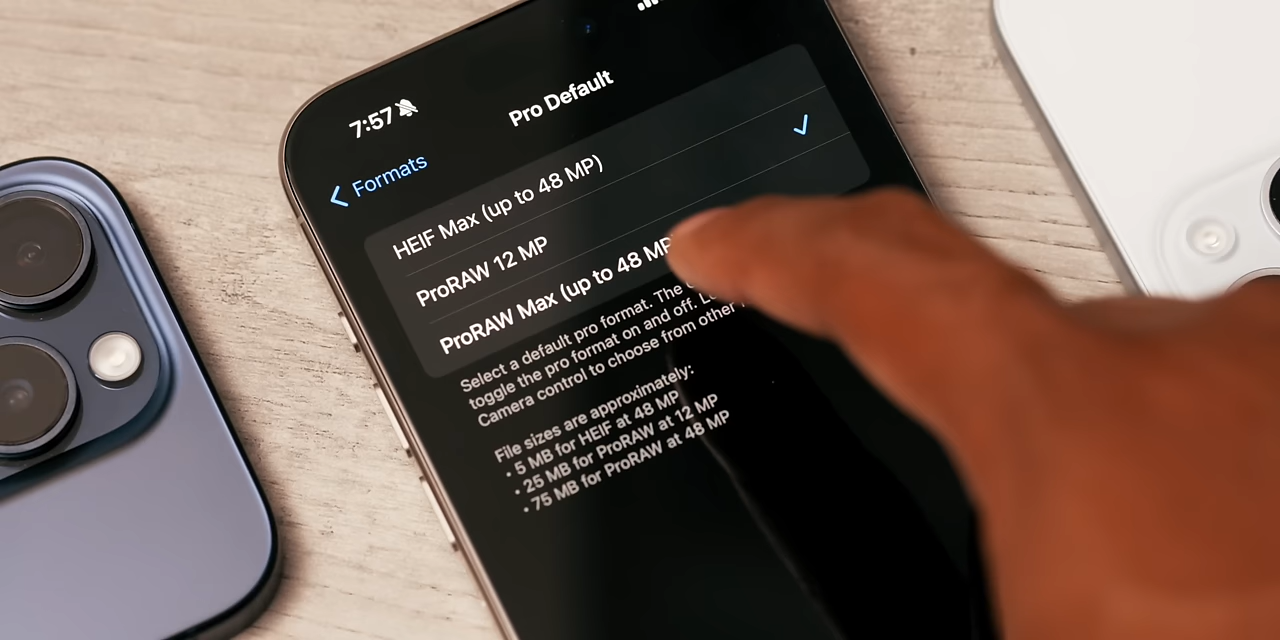 7:57
Pro Default
Formats
HEIF Max (up to 48 MP)
ProRAW 12 MP
ProRAW Max (up to 48 MP
Select a default pro format. The
toggle the pro format on and off.
Camera control to choose from other
File sizes are approximately:
• 5 MB for HEIF at 48 MP
• 25 MB for ProRAW at 12 MP
• 75 MB for ProRAW at 48 MP